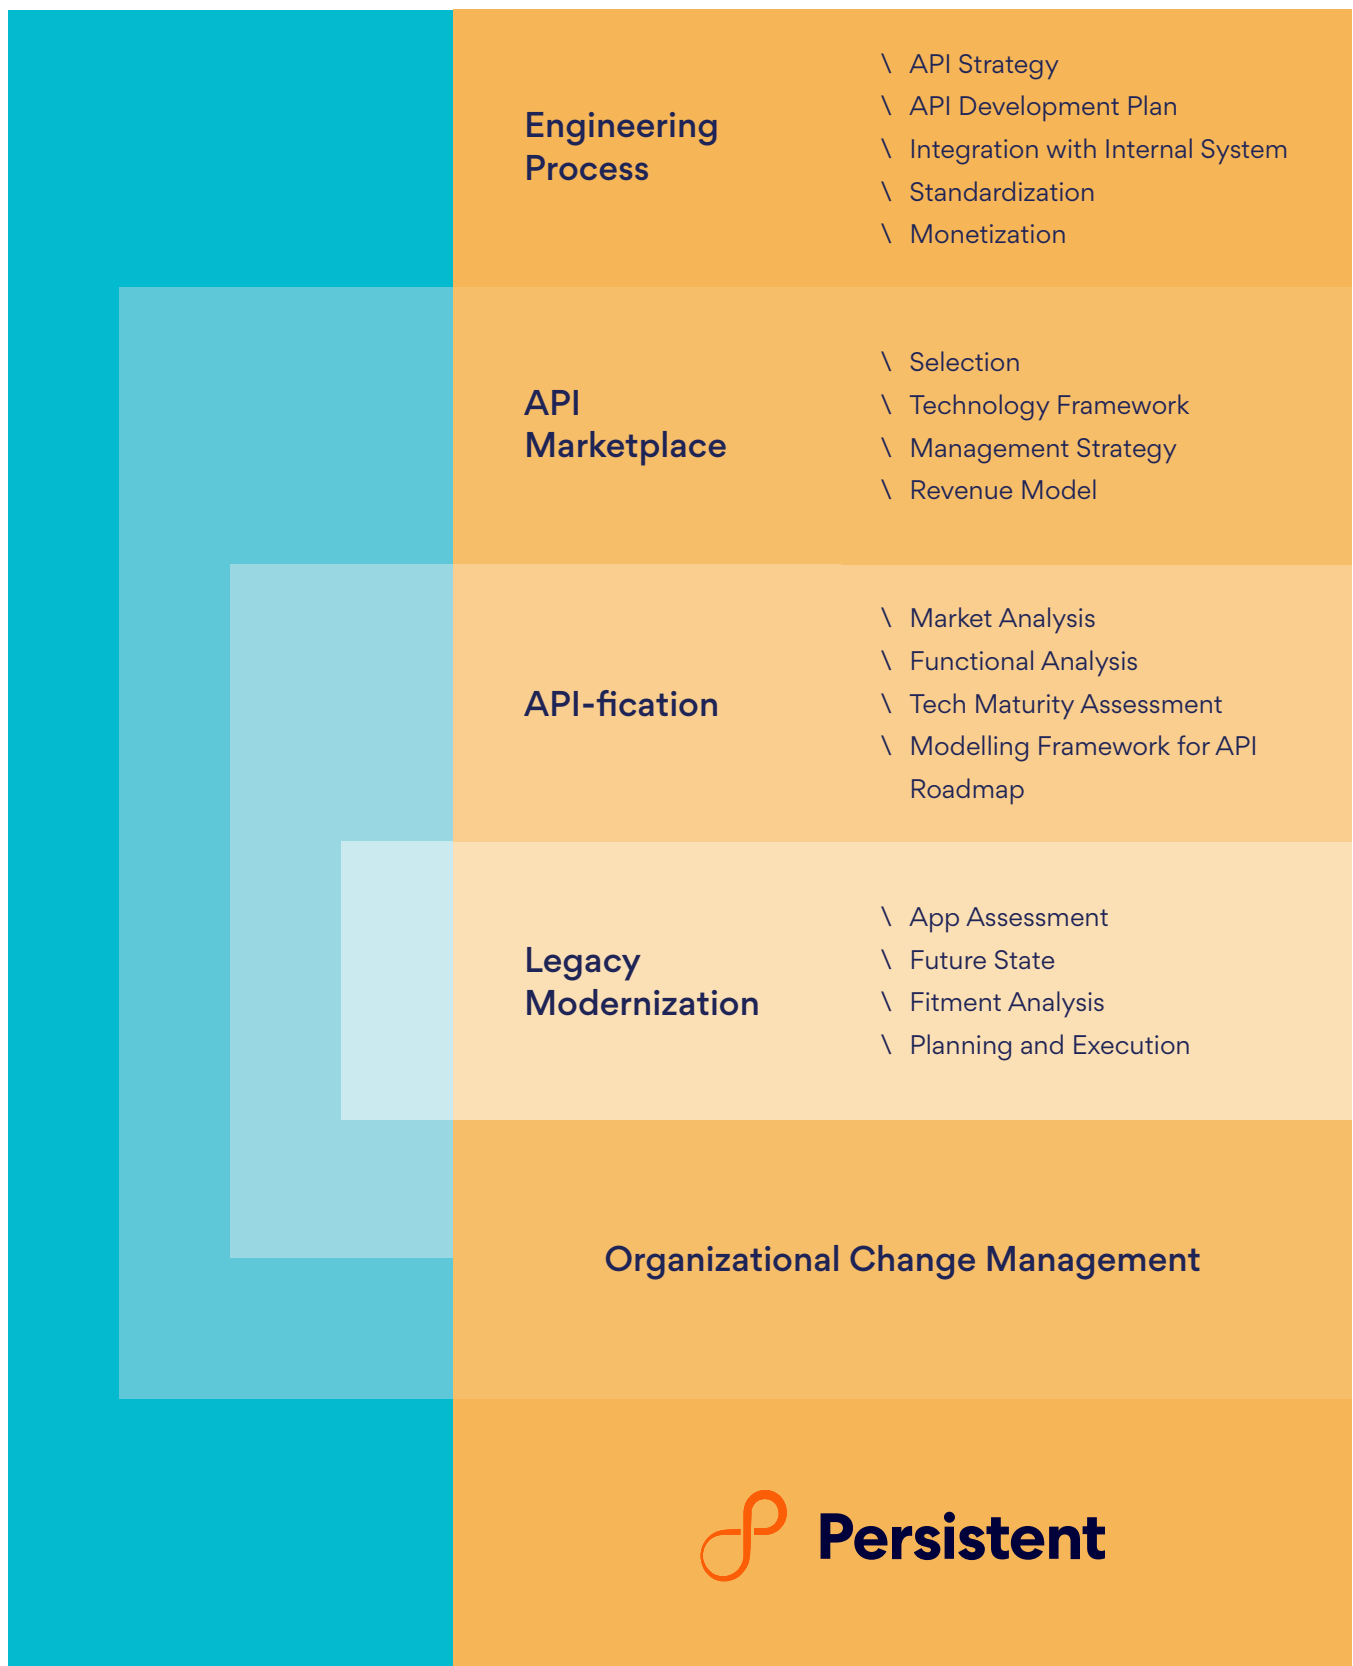 Engineering
Process
\ API Strategy
\ API Development Plan
\ Integration with Internal System
\ Standardization
\ Monetization
API
Marketplace
\ Selection
\ Technology Framework
\ Management Strategy
\ Revenue Model
API-fication
\ Market Analysis
\ Functional Analysis
\ Tech Maturity Assessment
\ Modelling Framework for API
Roadmap
Legacy
Modernization
\ App Assessment
\ Future State
\ Fitment Analysis
\ Planning and Execution
Organizational Change Management
Persistent